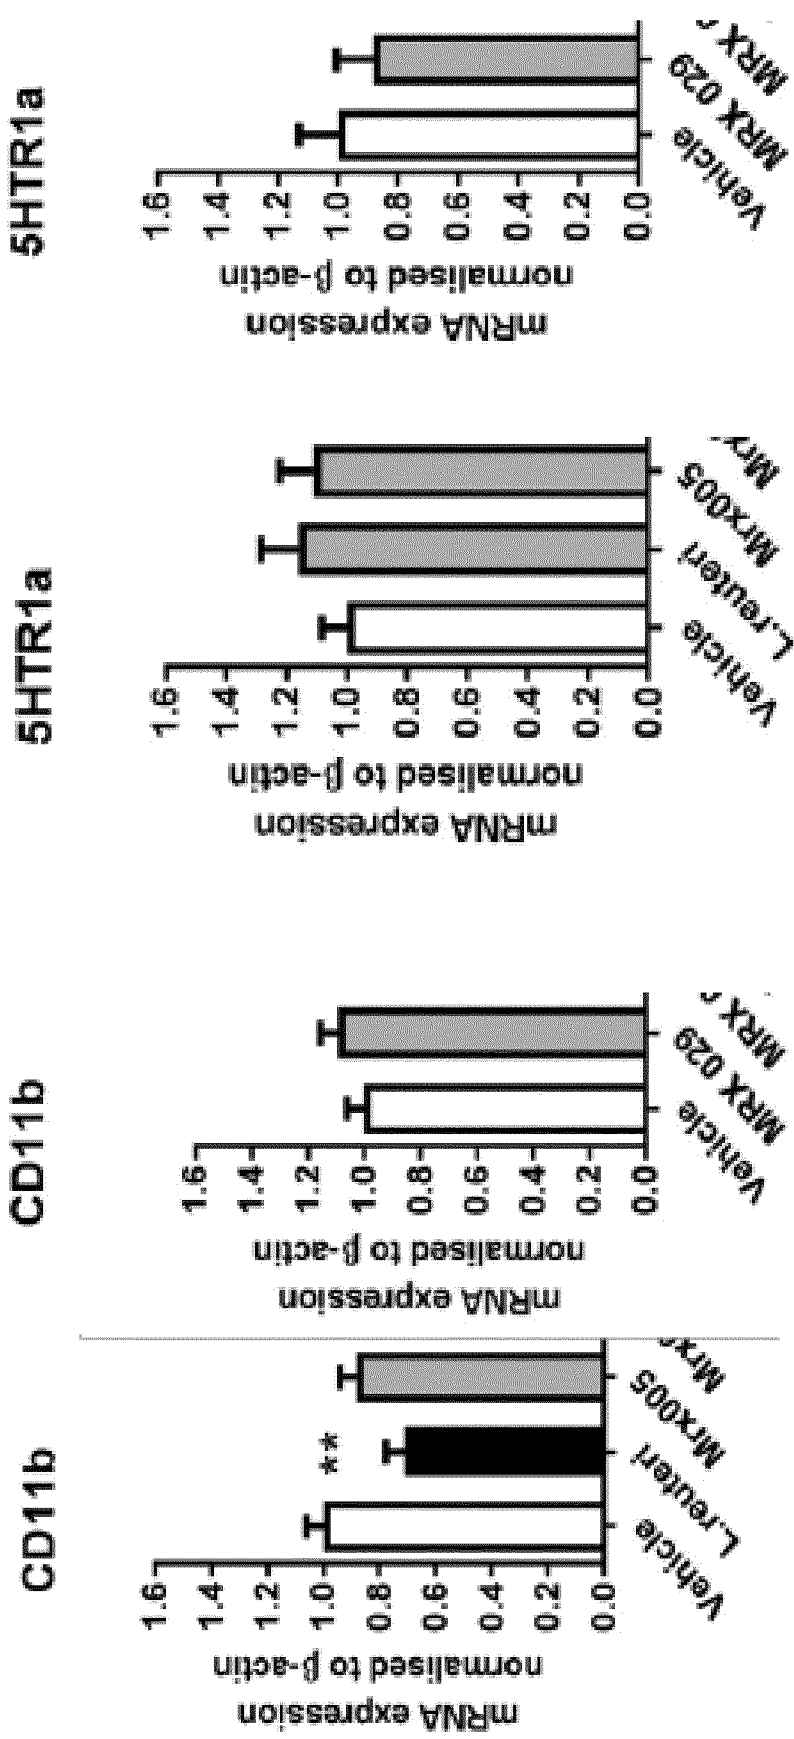 CD11b
mRNA expression
normalised to β-actin
1.6
1.4
1.2
1.0
0.8
0.6
0.4
0.2
0.0
Vehicle
L.reuteri
Mrx005
CD11b
mRNA expression
normalised to β-actin
1.6
1.4
1.2
1.0
0.8
0.6
0.4
0.2
0.0
Vehicle
MRX 029
MRX
5HTR1a
mRNA expression
normalised to β-actin
1.6
1.4
1.2
1.0
0.8
0.6
0.4
0.2
0.0
Vehicle
L.reuteri
Mrx005
5HTR1a
mRNA expression
normalised to β-actin
1.6
1.4
1.2
1.0
0.8
0.6
0.4
0.2
0.0
Vehicle
MRX 029
MRX